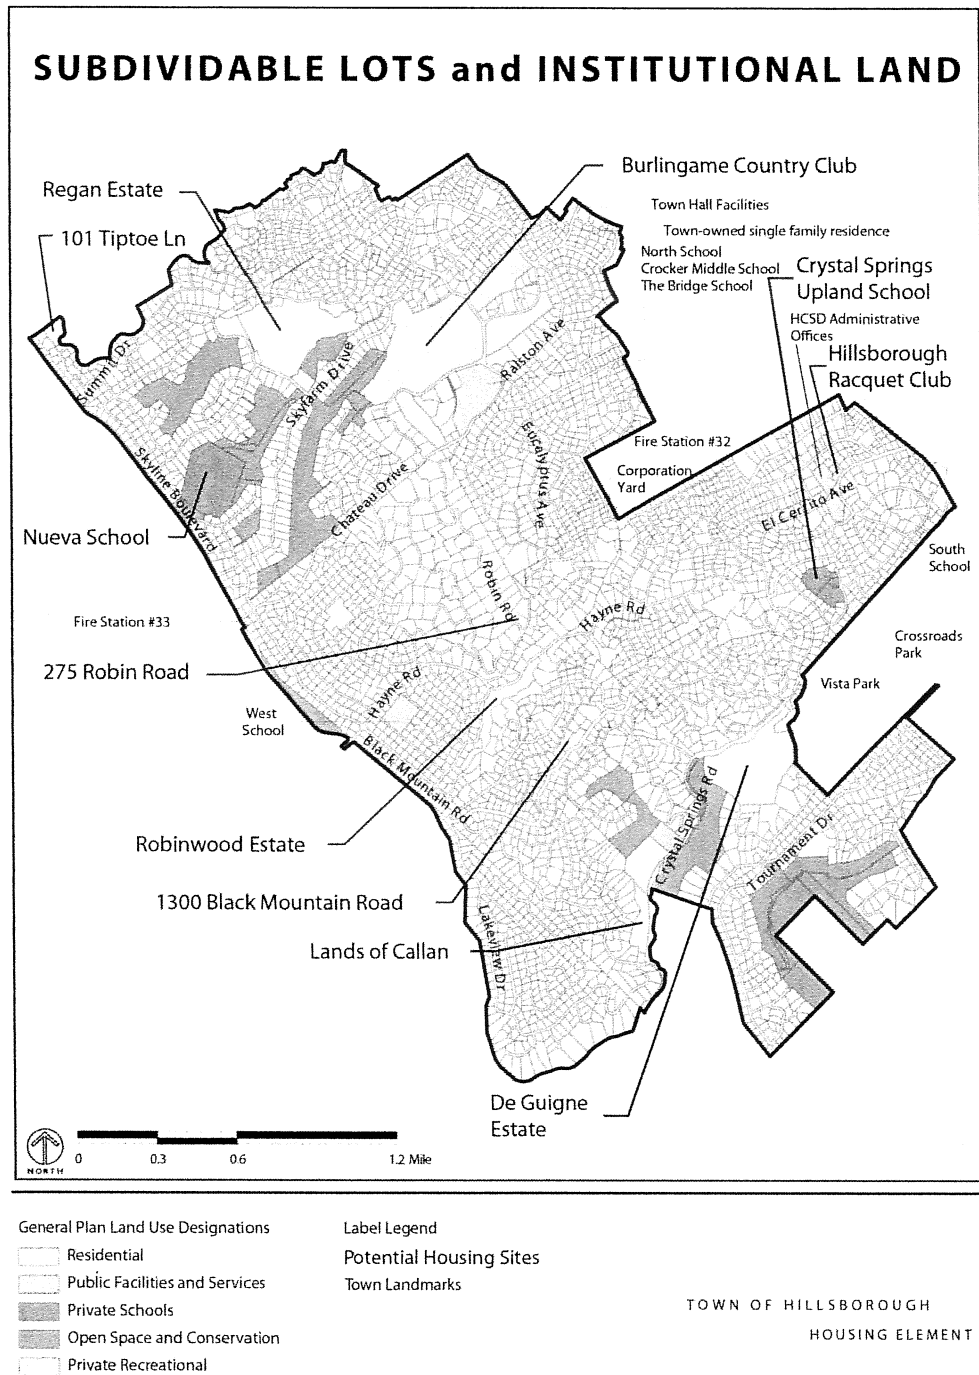 SUBDIVIDABLE LOTS and INSTITUTIONAL LAND
Burlingame Country Club
Regan Estate
Town Hall Facilities
101 Tiptoe Ln
Town-owned single family residence
North School
Crocker Middle School
The Bridge School
Crystal Springs
Upland School
HCSD Administrative
Offices
Hillsborough
Racquet Club
Summit Dr
Skyfarm Drive
Ralston Ave
Eucalyptus Ave
Fire Station #32
Corporation
Yard
Skyline Boulevard
Chateau Drive
El Cerrito Ave
Nueva School
South
School
Robin Rd
Hayne Rd
Fire Station #33
Crossroads
Park
275 Robin Road
Vista Park
Hayne Rd
West
School
Black Mountain Rd
Crystal Springs Rd
Tournament Dr
Robinwood Estate
1300 Black Mountain Road
Lakeview Dr
Lands of Callan
De Guigne
Estate
NORTH
0 0.3 0.6 1.2 Mile
General Plan Land Use Designations
Residential
Public Facilities and Services
Private Schools
Open Space and Conservation
Private Recreational
Label Legend
Potential Housing Sites
Town Landmarks
TOWN OF HILLSBOROUGH
HOUSING ELEMENT